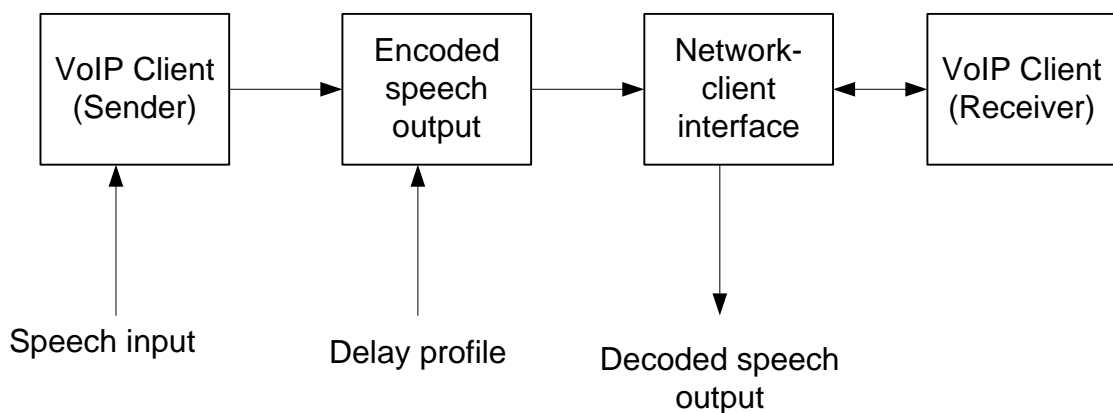 VoIP Client
(Sender)
Encoded
speech
output
Network-
client
interface
VoIP Client
(Receiver)
Speech input
Delay profile
Decoded speech
output